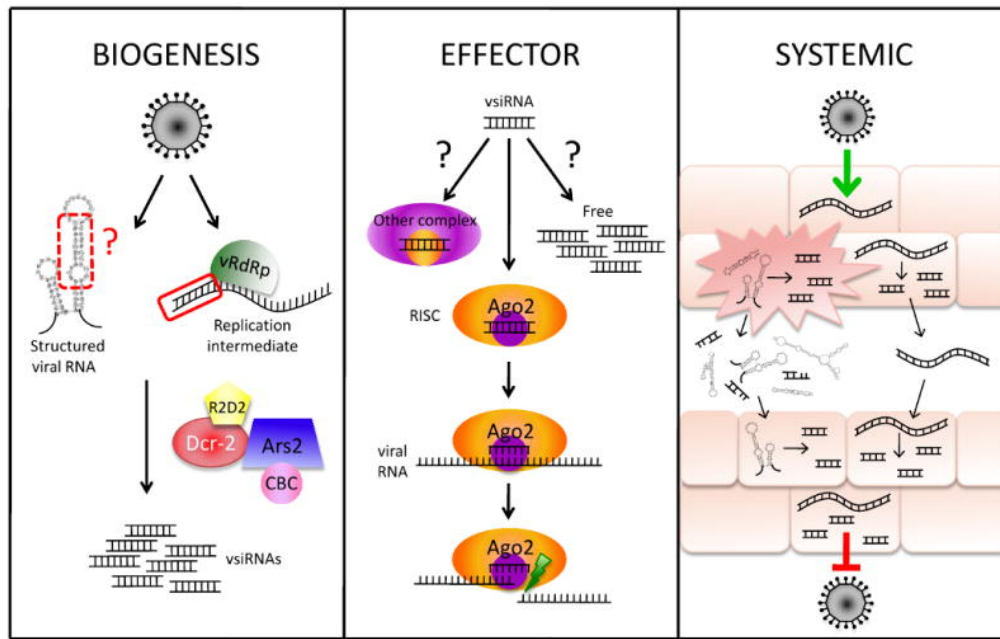 BIOGENESIS
?
vRdRp
Structured
viral RNA
Replication
intermediate
R2D2
Dcr-2
Ars2
CBC
vsiRNAs
EFFECTOR
vsiRNA
?
?
Other complex
Free
RISC
Ago2
viral
RNA
Ago2
Ago2
SYSTEMIC